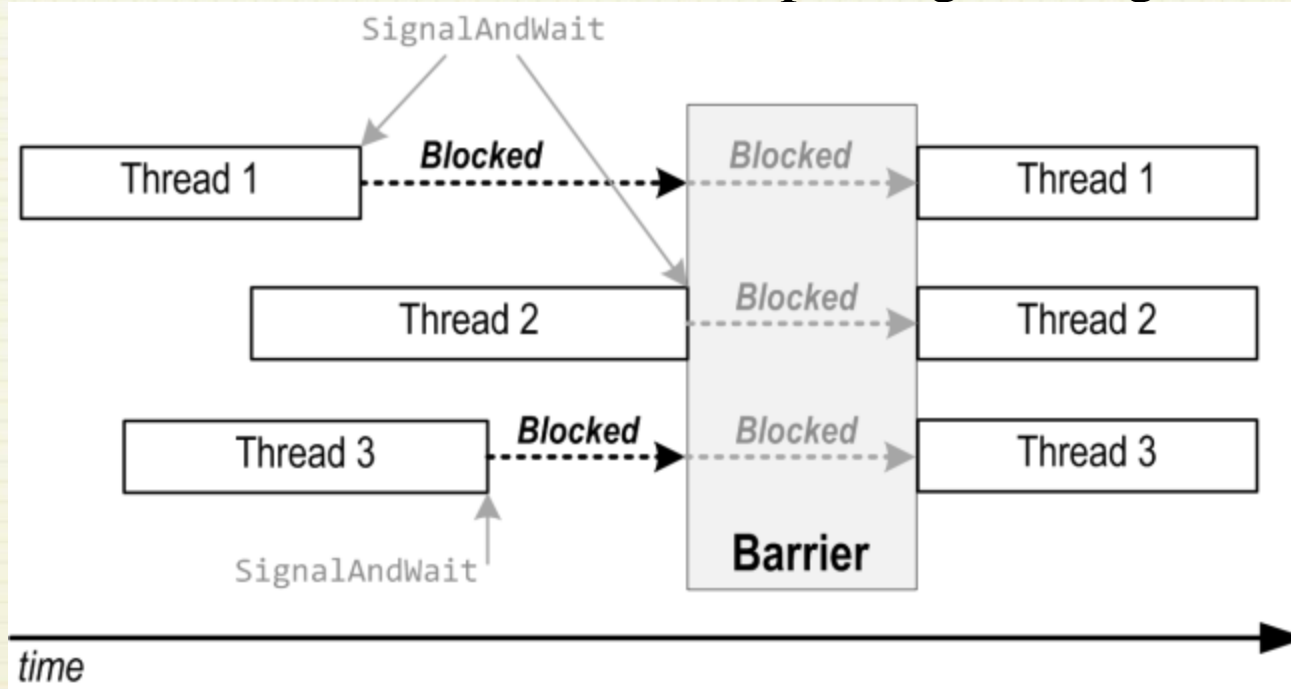 SignalAndWait
Thread 1
Blocked
Blocked
Thread 1
Thread 2
Blocked
Thread 2
Thread 3
Blocked
Blocked
Thread 3
Barrier
SignalAndWait
time